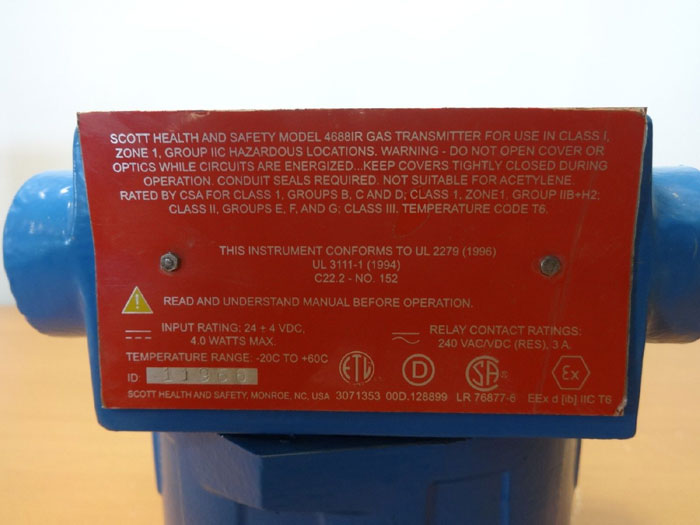 SCOTT HEALTH AND SAFETY MODEL 4688IR GAS TRANSMITTER FOR USE IN CLASS I,
ZONE 1, GROUP IIC HAZARDOUS LOCATIONS. WARNING - DO NOT OPEN COVER OR
OPTICS WHILE CIRCUITS ARE ENERGIZED...KEEP COVERS TIGHTLY CLOSED DURING
OPERATION. CONDUIT SEALS REQUIRED. NOT SUITABLE FOR ACETYLENE.
RATED BY CSA FOR CLASS 1, GROUPS B, C AND D; CLASS 1, ZONE1, GROUP IIB+H2;
CLASS II, GROUPS E, F, AND G; CLASS III. TEMPERATURE CODE T6.
THIS INSTRUMENT CONFORMS TO UL 2279 (1996)
UL 3111-1 (1994)
C22.2 - NO. 152
! READ AND UNDERSTAND MANUAL BEFORE OPERATION.
INPUT RATING: 24 ± 4 VDC,
4.0 WATTS MAX.
RELAY CONTACT RATINGS:
240 VAC/VDC (RES), 3 A.
TEMPERATURE RANGE: -20C TO +60C
ID:
ETL D SA Ex
SCOTT HEALTH AND SAFETY, MONROE, NC, USA 3071353 00D.128899 LR 76877-6 EEx d [ib] IIC T6